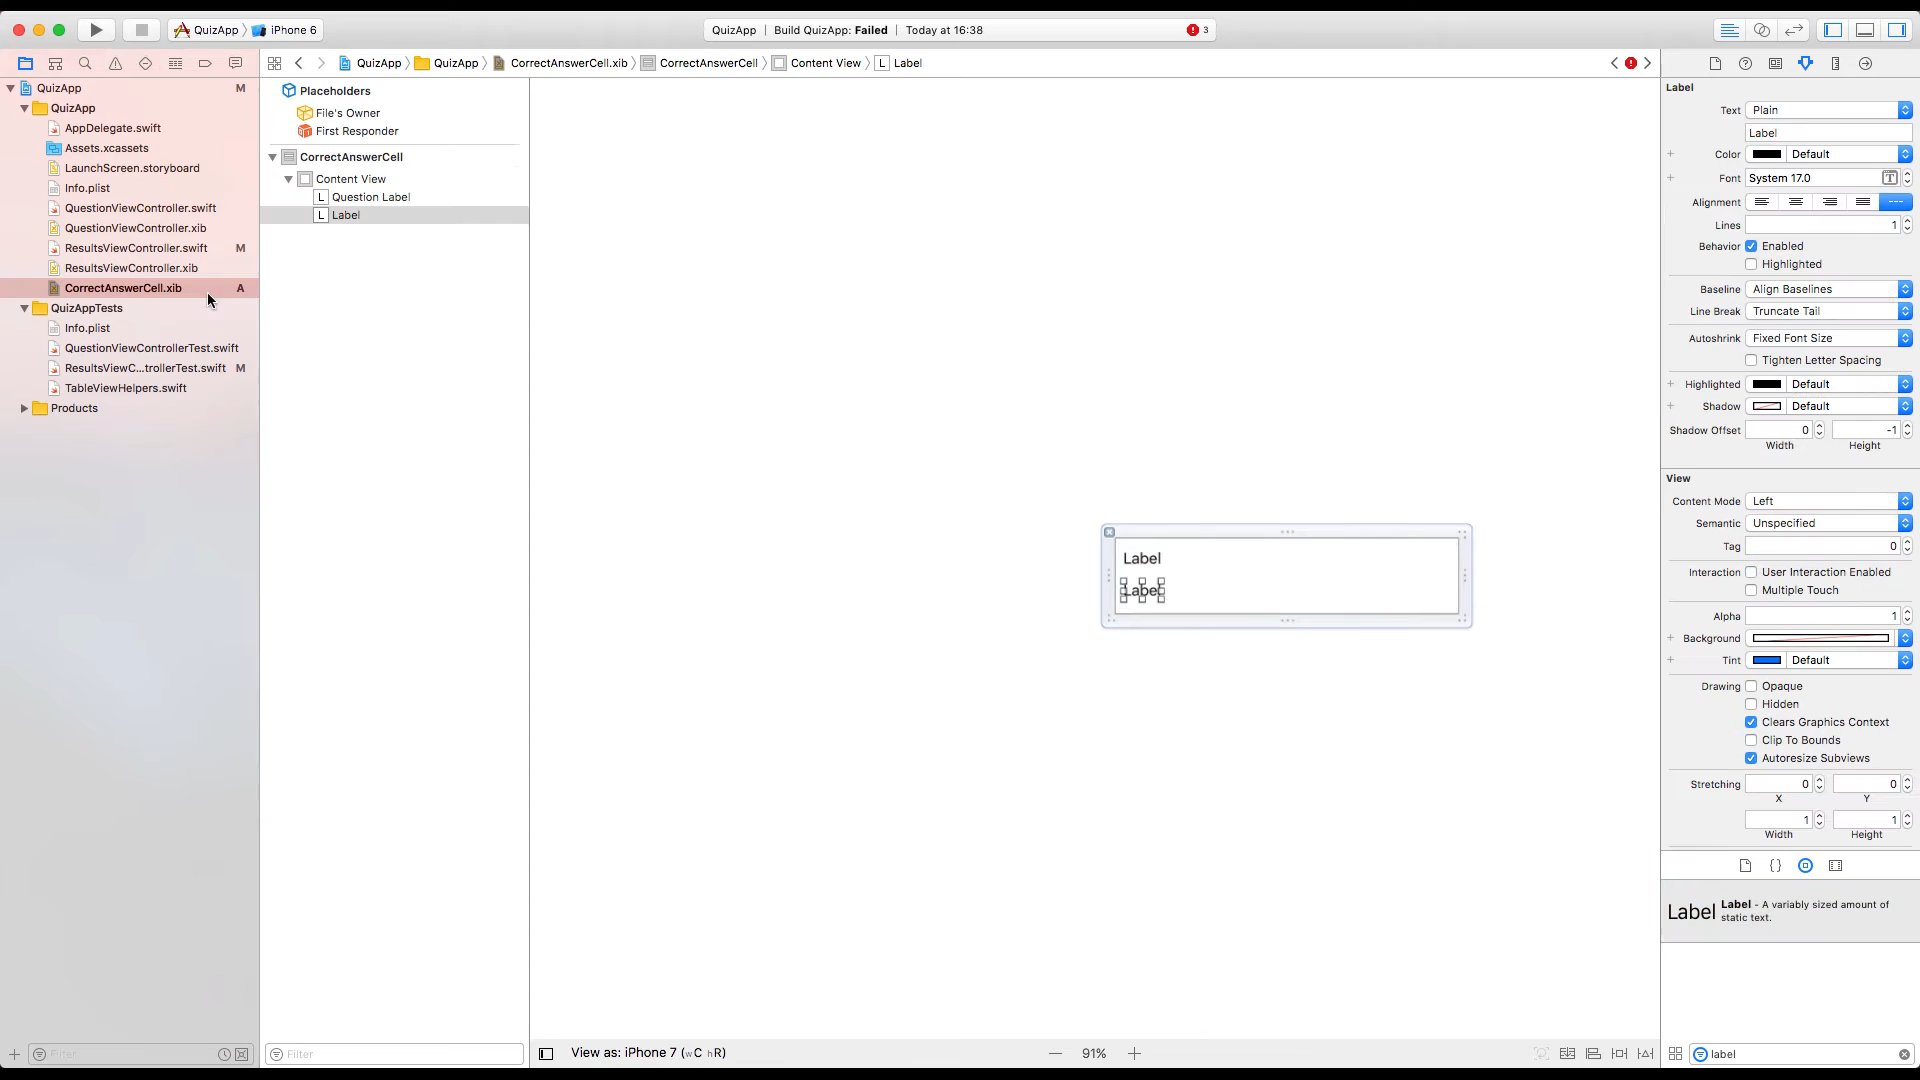 QuizApp iPhone 6
QuizApp Build QuizApp: Failed Today at 16:38 3
QuizApp QuizApp CorrectAnswerCell.xib CorrectAnswerCell Content View L Label
QuizApp M
QuizApp
AppDelegate.swift
Assets.xcassets
LaunchScreen.storyboard
Info.plist
QuestionViewController.swift
QuestionViewController.xib
ResultsViewController.swift M
ResultsViewController.xib
CorrectAnswerCell.xib A
QuizAppTests
Info.plist
QuestionViewControllerTest.swift
ResultsViewC...trollerTest.swift M
TableViewHelpers.swift
Products
Filter
Placeholders
File's Owner
First Responder
CorrectAnswerCell
Content View
L Question Label
L Label
Filter
Label
Label
View as: iPhone 7 (wC hR)
91%
Label
Text Plain
Label
Color Default
Font System 17.0 T
Alignment
Lines 1
Behavior Enabled
Highlighted
Baseline Align Baselines
Line Break Truncate Tail
Autoshrink Fixed Font Size
Tighten Letter Spacing
Highlighted Default
Shadow Default
Shadow Offset 0 -1
Width Height
View
Content Mode Left
Semantic Unspecified
Tag 0
Interaction User Interaction Enabled
Multiple Touch
Alpha 1
Background
Tint Default
Drawing Opaque
Hidden
Clears Graphics Context
Clip To Bounds
Autoresize Subviews
Stretching 0 0
X Y
1 1
Width Height
{}
Label Label - A variably sized amount of
static text.
label